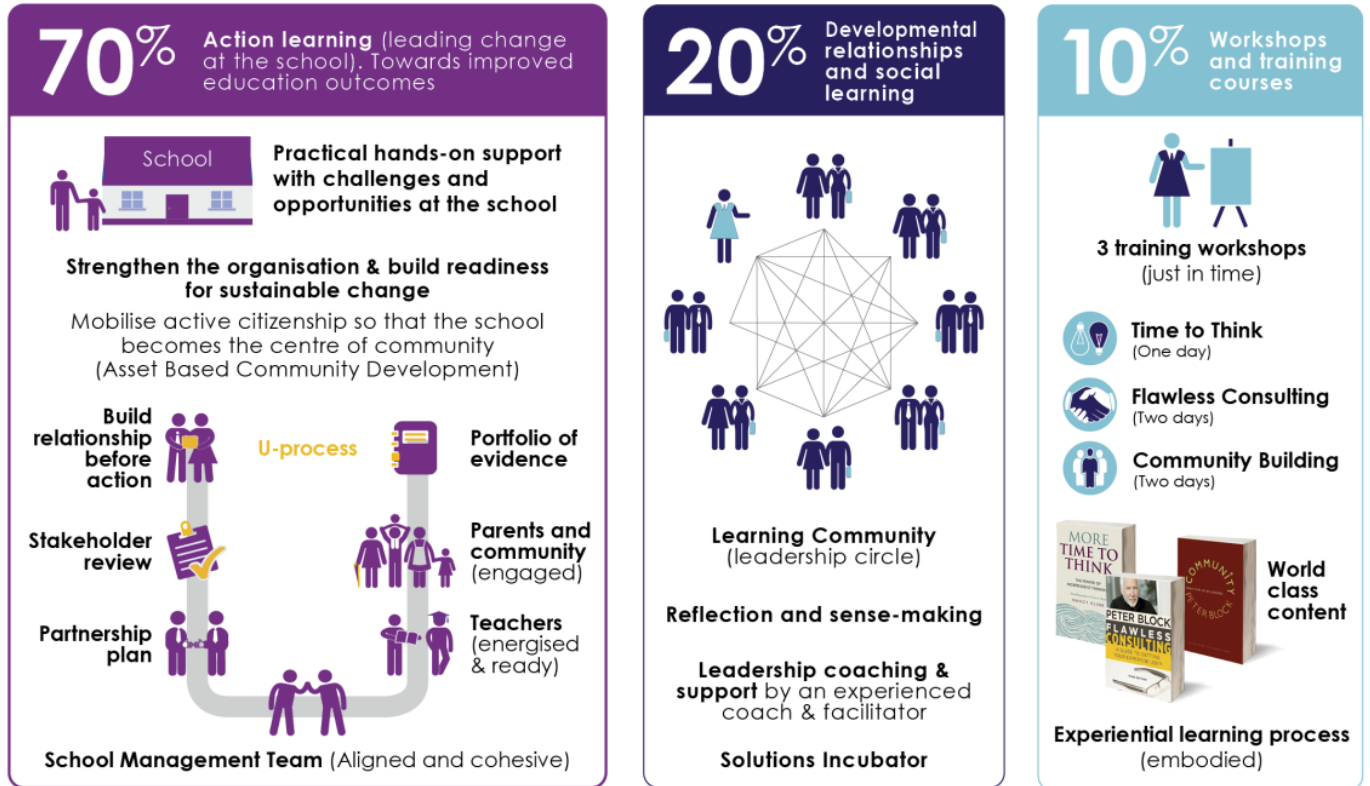 70%
Action learning (leading change
at the school). Towards improved
education outcomes
School
Practical hands-on support
with challenges and
opportunities at the school
Strengthen the organisation & build readiness
for sustainable change
Mobilise active citizenship so that the school
becomes the centre of community
(Asset Based Community Development)
Build
relationship
before
action
U-process
Portfolio of
evidence
Stakeholder
review
Parents and
community
(engaged)
Partnership
plan
Teachers
(energised
& ready)
School Management Team (Aligned and cohesive)
20%
Developmental
relationships
and social
learning
Learning Community
(leadership circle)
Reflection and sense-making
Leadership coaching &
support by an experienced
coach & facilitator
Solutions Incubator
10%
Workshops
and training
courses
3 training workshops
(just in time)
Time to Think
(One day)
Flawless Consulting
(Two days)
Community Building
(Two days)
MORE
TIME TO
THINK
PETER BLOCK
FLAWLESS
CONSULTING
COMMUNITY
PETER BLOCK
World
class
content
Experiential learning process
(embodied)